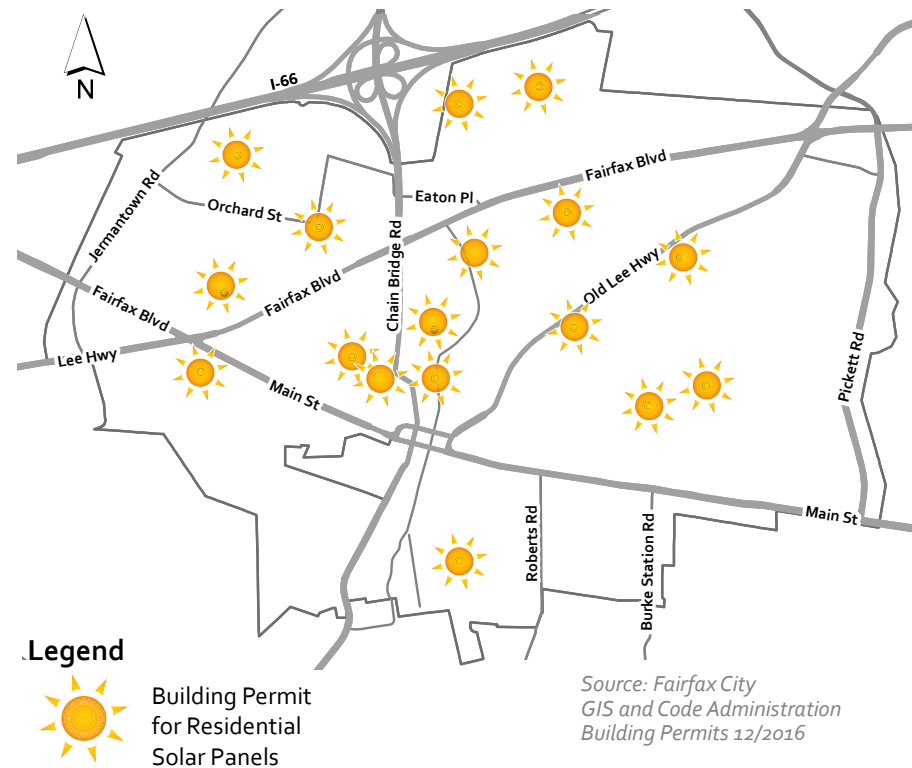 N
I-66
Jermantown Rd
Orchard St
Eaton Pl
Fairfax Blvd
Chain Bridge Rd
Fairfax Blvd
Old Lee Hwy
Fairfax Blvd
Lee Hwy
Main St
Pickett Rd
Main St
Roberts Rd
Burke Station Rd
Legend
Building Permit
for Residential
Solar Panels
Source: Fairfax City
GIS and Code Administration
Building Permits 12/2016